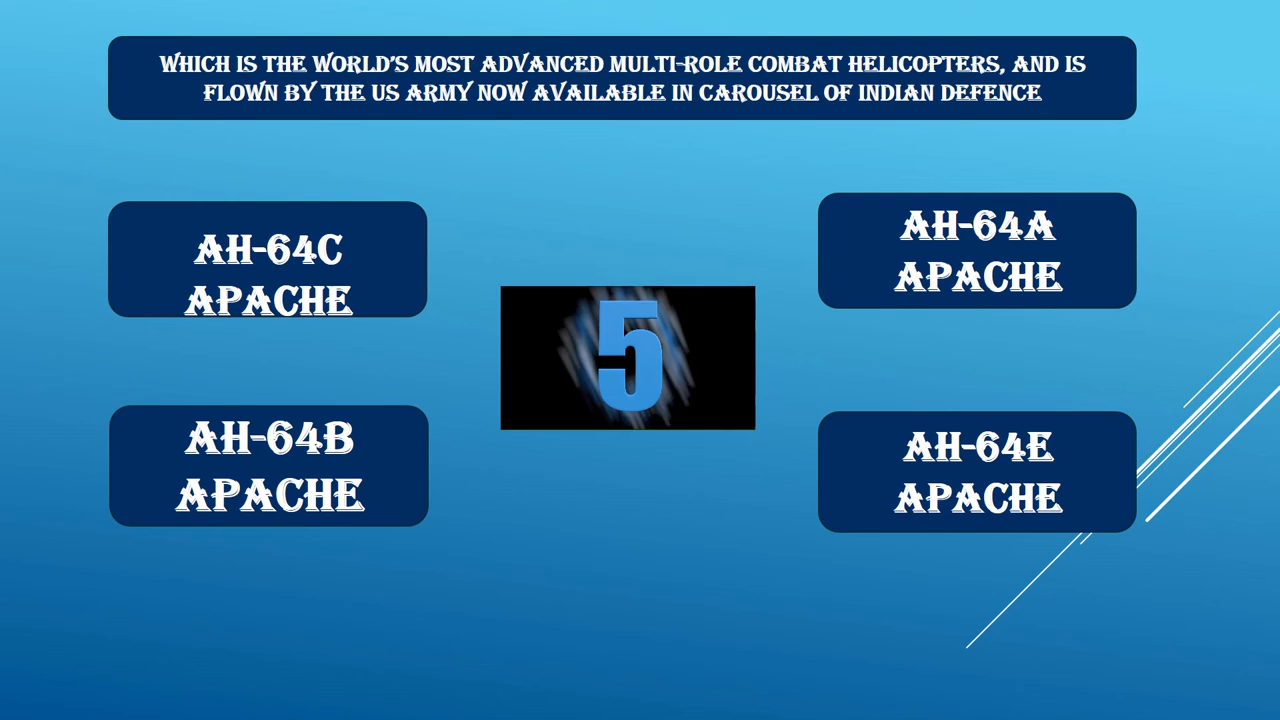 WHICH IS THE WORLD'S MOST ADVANCED MULTI-ROLE COMBAT HELICOPTERS, AND IS
FLOWN BY THE US ARMY NOW AVAILABLE IN CAROUSEL OF INDIAN DEFENCE
AH-64C
APACHE
AH-64A
APACHE
5
AH-64B
APACHE
AH-64E
APACHE